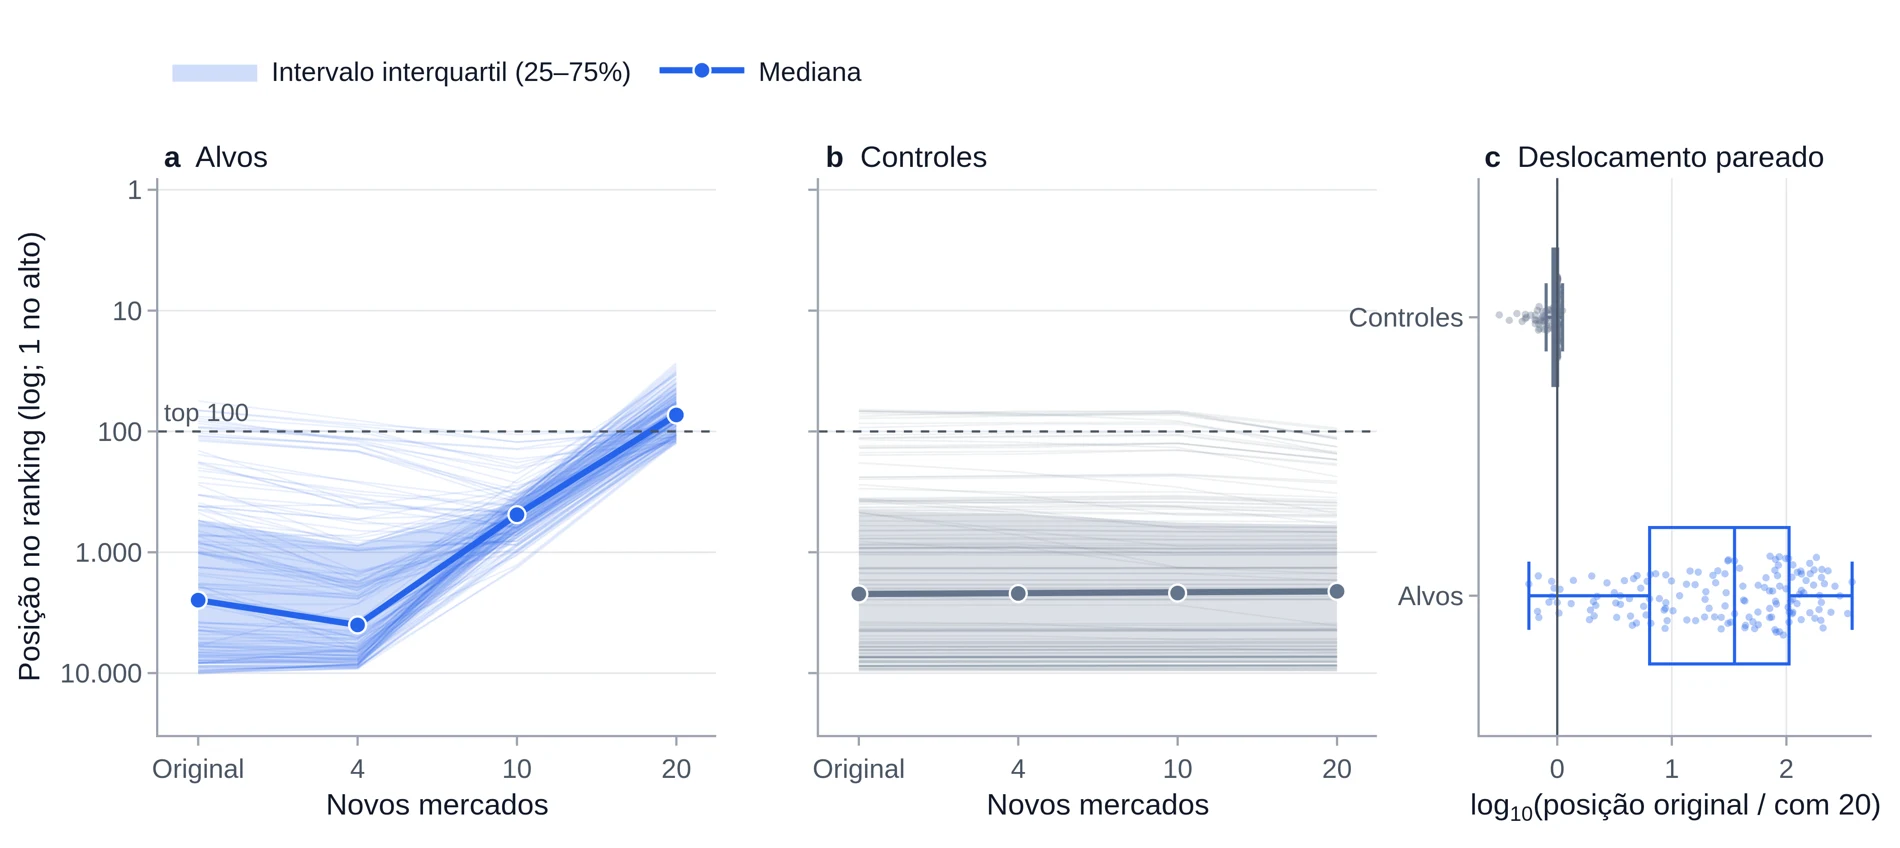 Intervalo interquartil (25–75%)
Mediana
a Alvos
b Controles
c Deslocamento pareado
Posição no ranking (log; 1 no alto)
1
10
100
1.000
10.000
top 100
Original
4
10
20
Novos mercados
Original
4
10
20
Novos mercados
Controles
Alvos
0
1
2
log10(posição original / com 20)